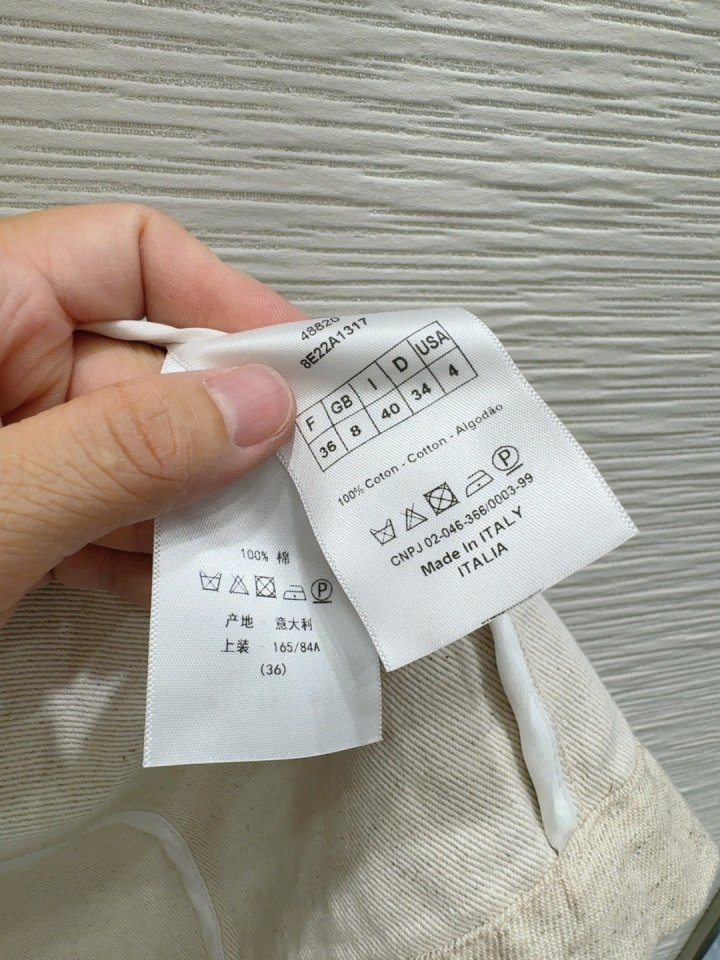 8E22A1317
F GB I D USA
36 8 40 34 4
100% Coton - Cotton - Algodão
P
CNPJ 02-046-366/0003-99
Made In ITALY
ITALIA
100% 棉
P
产地 意大利
上装 165/84A
(36)